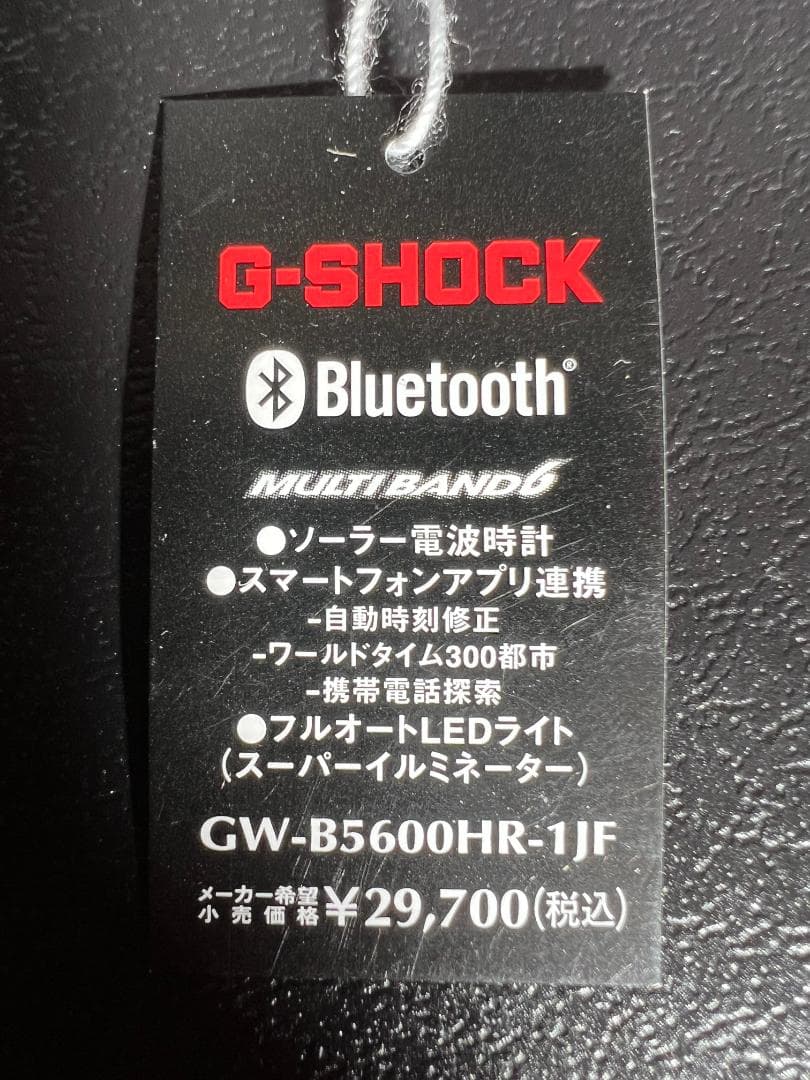 G-SHOCK
Bluetooth®
MULTIBAND6
●ソーラー電波時計
●スマートフォンアプリ連携
-自動時刻修正
-ワールドタイム300都市
-携帯電話探索
●フルオートLEDライト
(スーパーイルミネーター)
GW-B5600HR-1JF
メーカー希望小売価格 ¥29,700(税込)